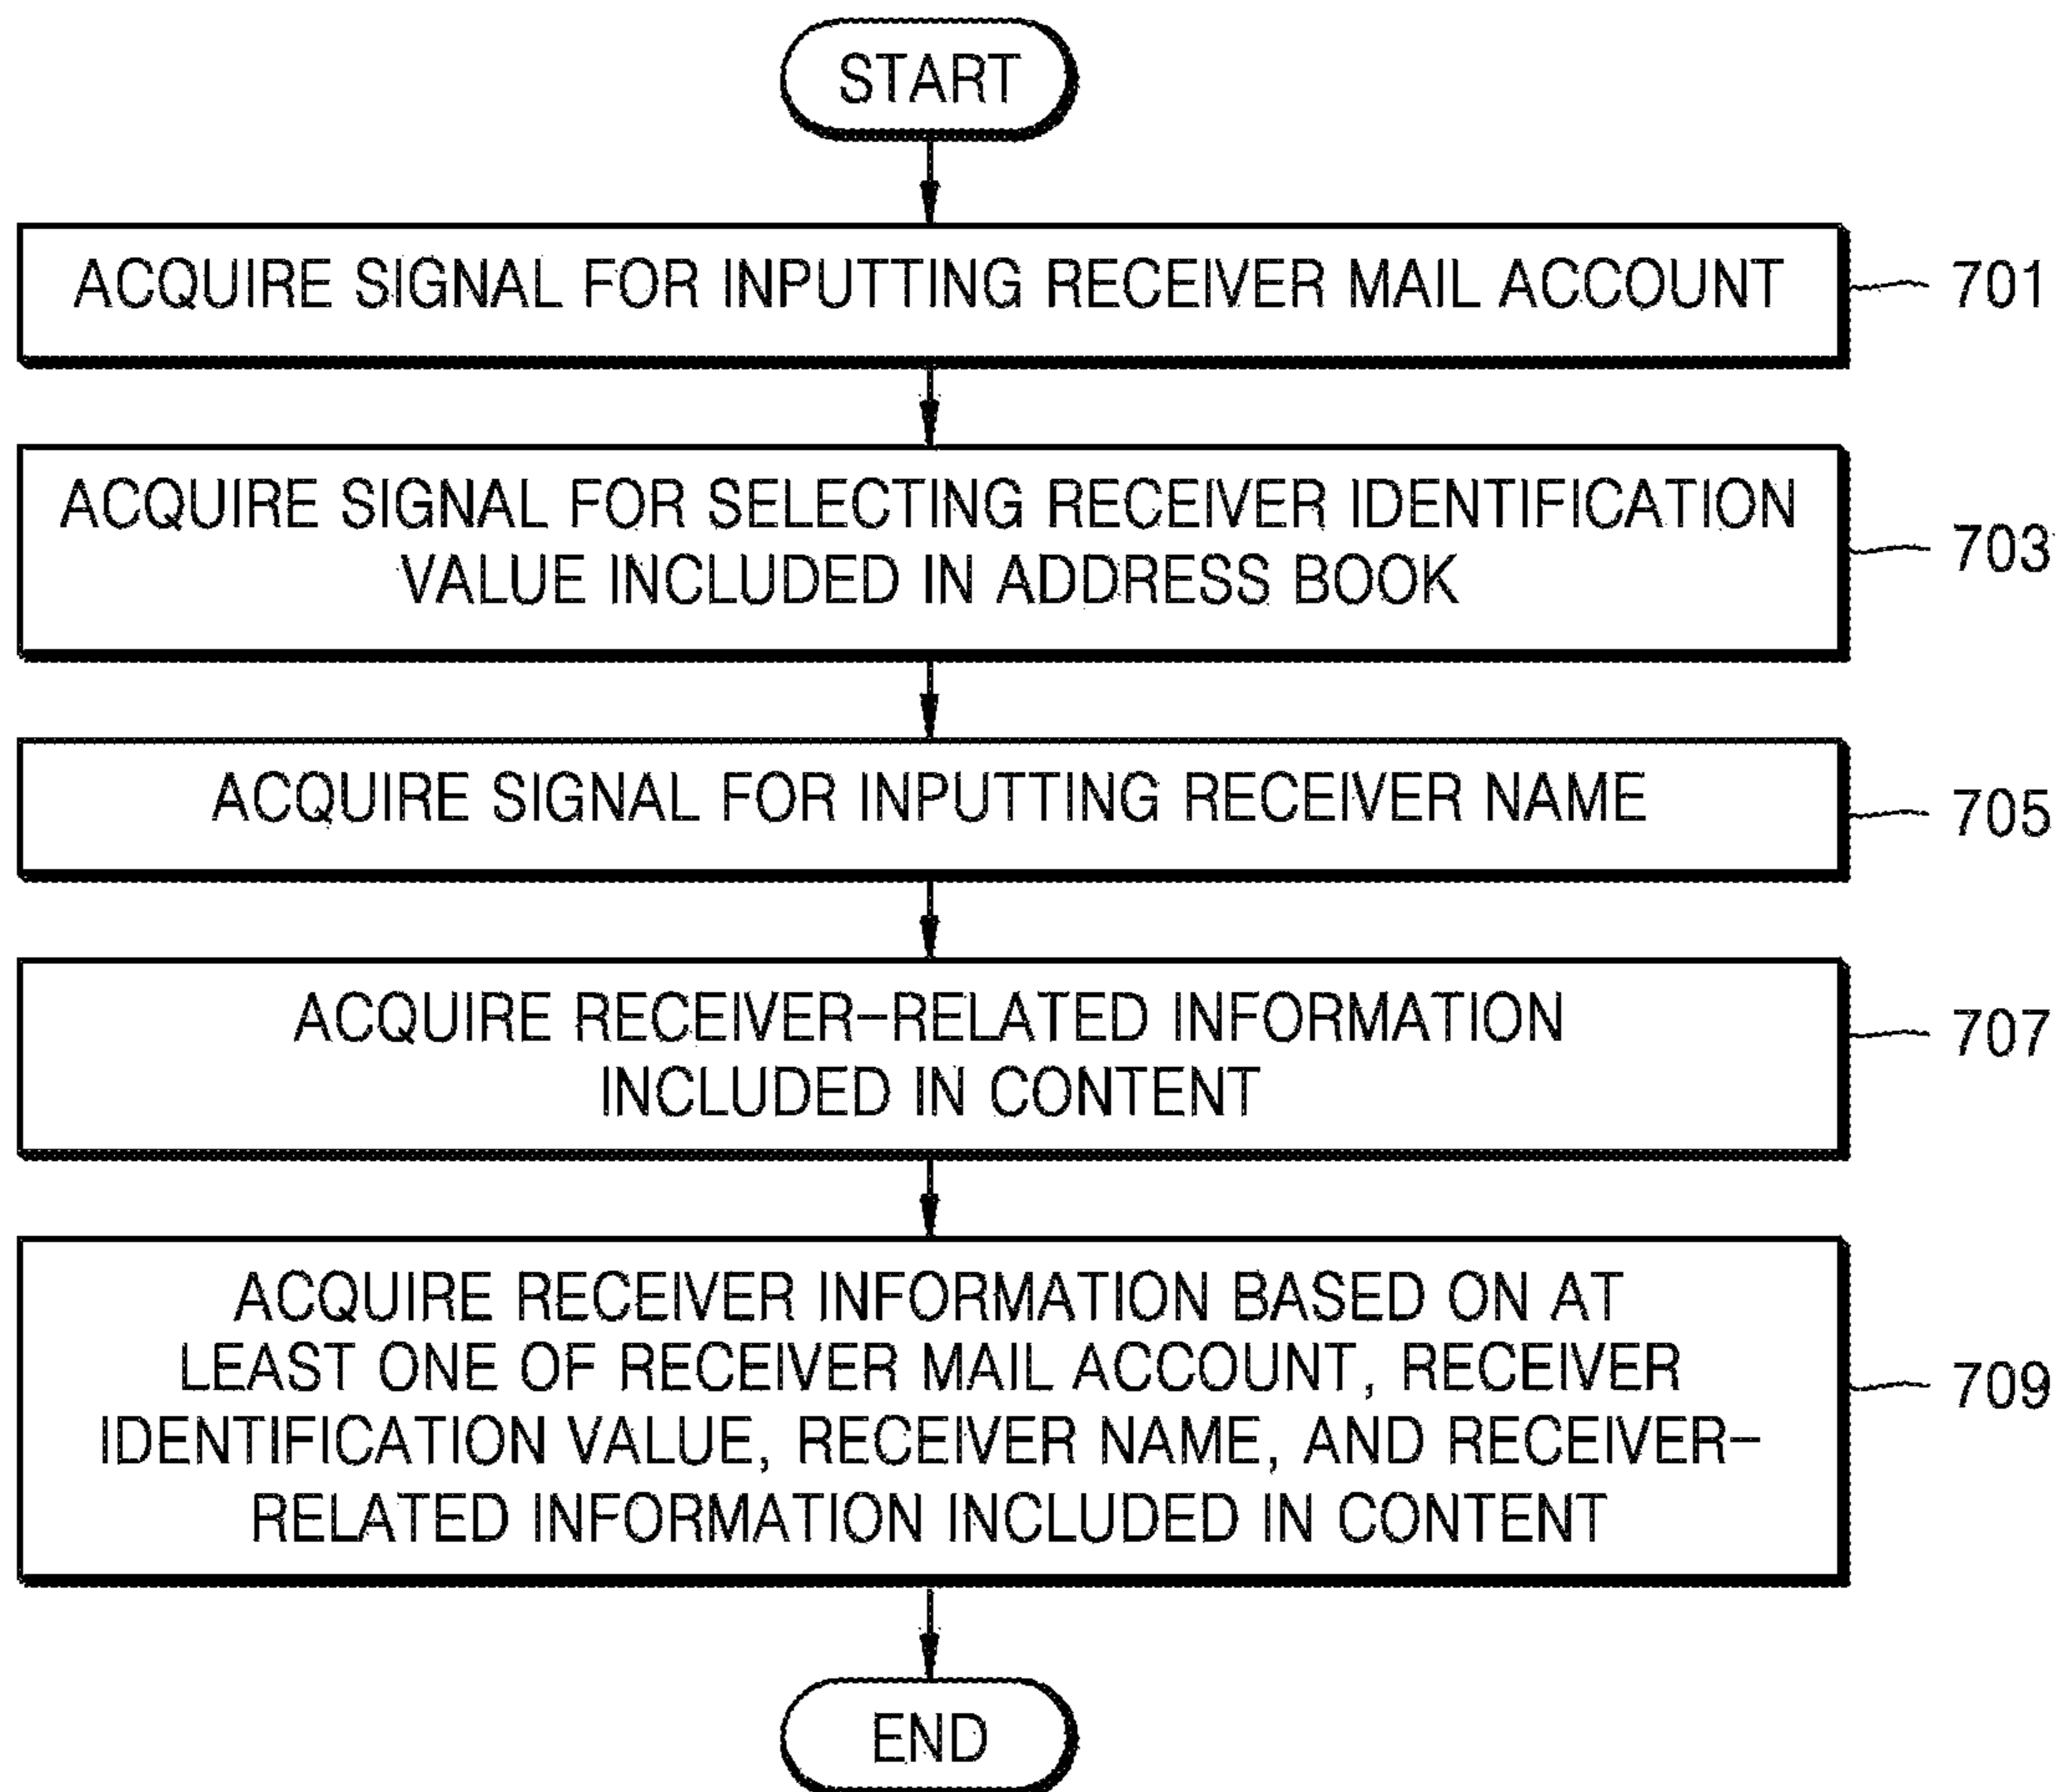 START
ACQUIRE SIGNAL FOR INPUTTING RECEIVER MAIL ACCOUNT
701
ACQUIRE SIGNAL FOR SELECTING RECEIVER IDENTIFICATION
VALUE INCLUDED IN ADDRESS BOOK
703
ACQUIRE SIGNAL FOR INPUTTING RECEIVER NAME
705
ACQUIRE RECEIVER-RELATED INFORMATION
INCLUDED IN CONTENT
707
ACQUIRE RECEIVER INFORMATION BASED ON AT
LEAST ONE OF RECEIVER MAIL ACCOUNT, RECEIVER
IDENTIFICATION VALUE, RECEIVER NAME, AND RECEIVER-
RELATED INFORMATION INCLUDED IN CONTENT
709
END